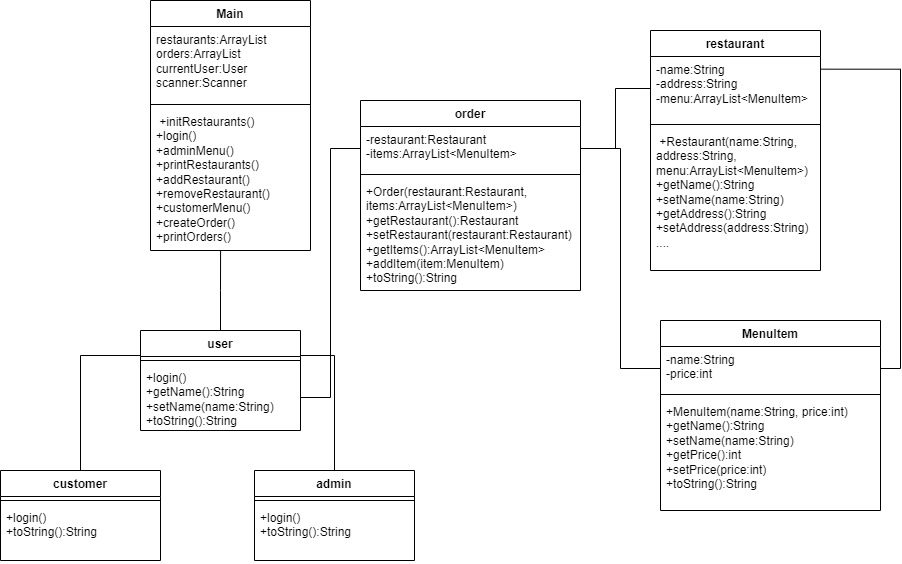 Main
restaurants:ArrayList
orders:ArrayList
currentUser:User
scanner:Scanner
+initRestaurants()
+login()
+adminMenu()
+printRestaurants()
+addRestaurant()
+removeRestaurant()
+customerMenu()
+createOrder()
+printOrders()
order
-restaurant:Restaurant
-items:ArrayList<MenuItem>
+Order(restaurant:Restaurant,
items:ArrayList<MenuItem>)
+getRestaurant():Restaurant
+setRestaurant(restaurant:Restaurant)
+getItems():ArrayList<MenuItem>
+addItem(item:MenuItem)
+toString():String
restaurant
-name:String
-address:String
-menu:ArrayList<MenuItem>
+Restaurant(name:String,
address:String,
menu:ArrayList<MenuItem>)
+getName():String
+setName(name:String)
+getAddress():String
+setAddress(address:String)
....
user
+login()
+getName():String
+setName(name:String)
+toString():String
MenuItem
-name:String
-price:int
+MenuItem(name:String, price:int)
+getName():String
+setName(name:String)
+getPrice():int
+setPrice(price:int)
+toString():String
customer
+login()
+toString():String
admin
+login()
+toString():String